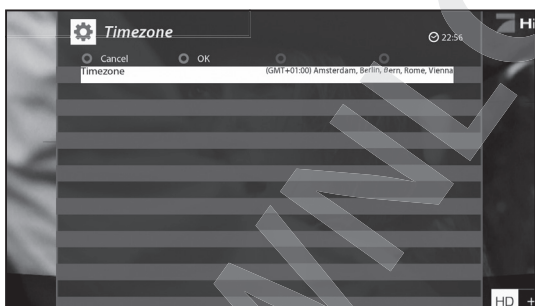 Timezone
22:56
Cancel OK
Timezone (GMT+01:00) Amsterdam, Berlin, Bern, Rome, Vienna
HD +